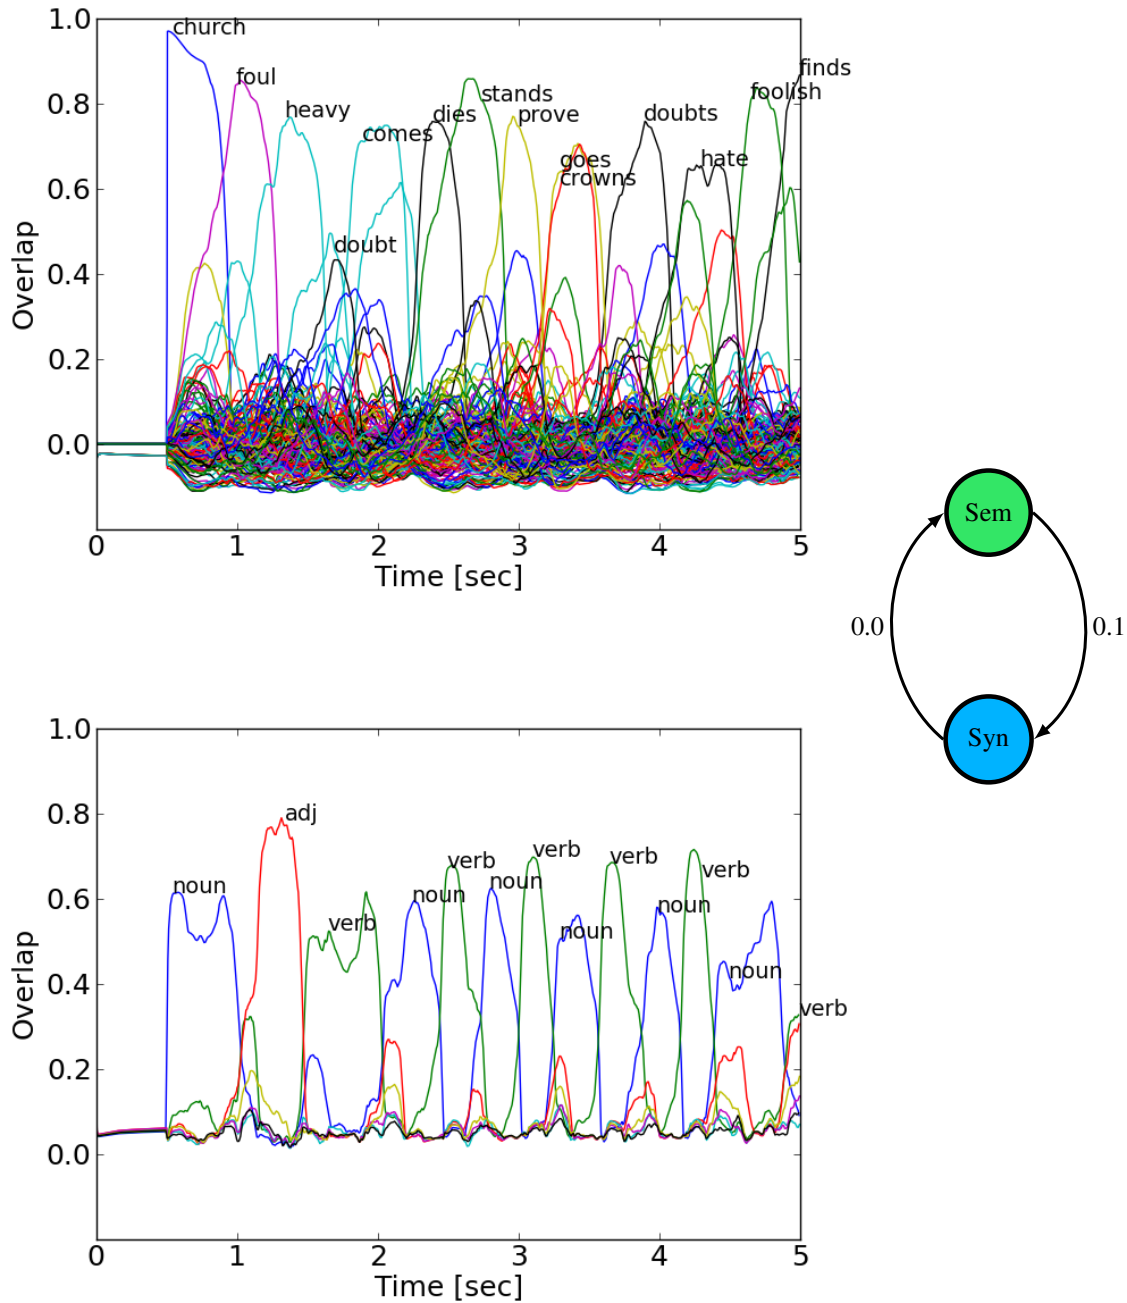 1.0
church
finds
foul
foolish
0.8
heavy
stands
dies
prove
doubts
comes
goes
hate
crowns
0.6
doubt
0.4
0.2
0.0
Overlap
0 1 2 3 4 5
Time [sec]
Sem
0.0 0.1
Syn
1.0
0.8
adj
verb
verb
verb
verb
noun
noun
noun
noun
0.6
verb
noun
noun
0.4
verb
0.2
0.0
Overlap
0 1 2 3 4 5
Time [sec]